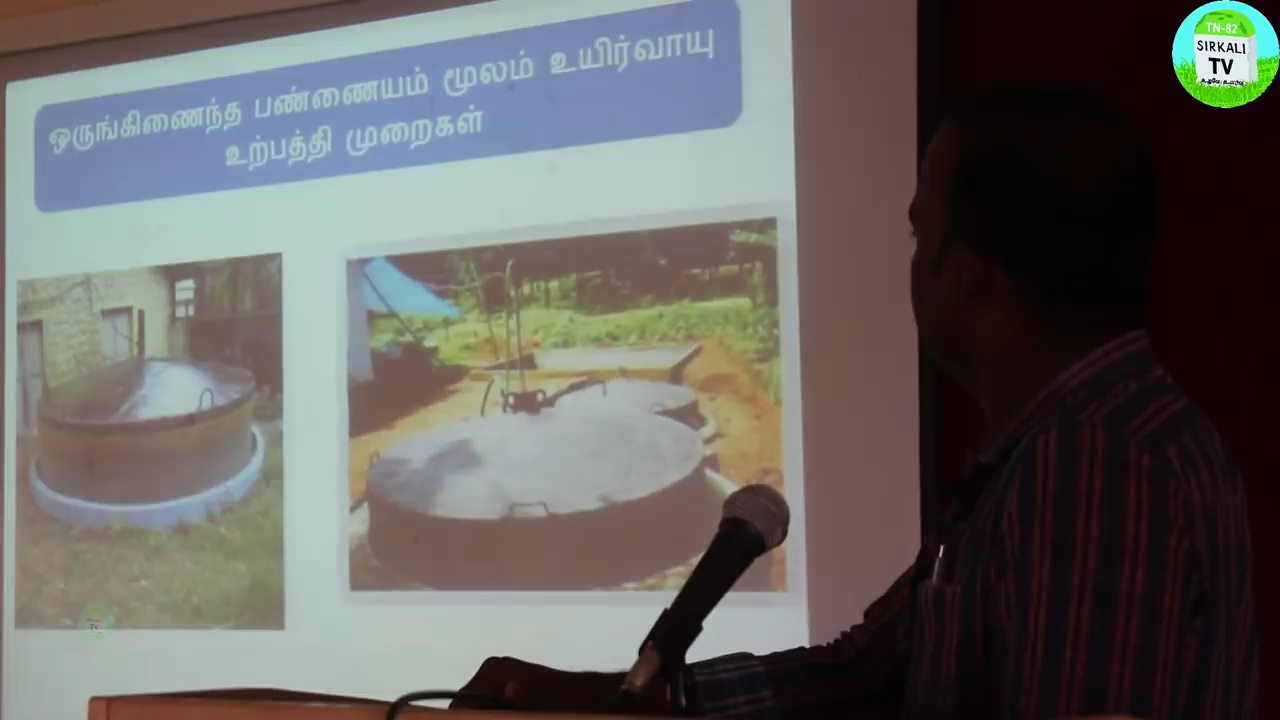 ஒருங்கிணைந்த பண்ணையம் மூலம் உயிர்வாயு
உற்பத்தி முறைகள்
TN-82
SIRKALI
TV